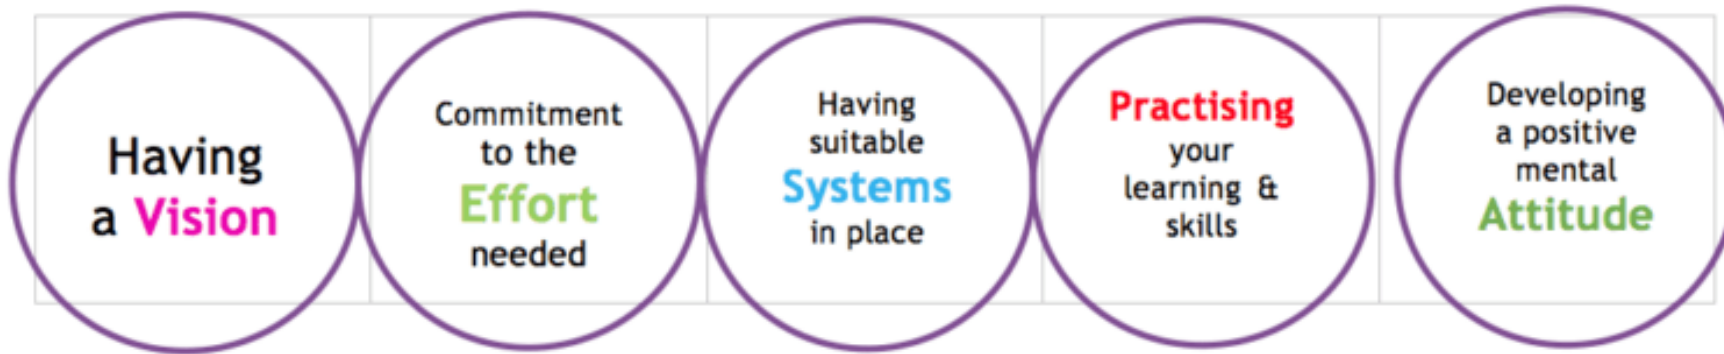 Having
a Vision
Commitment
to the
Effort
needed
Having
suitable
Systems
in place
Practising
your
learning &
skills
Developing
a positive
mental
Attitude